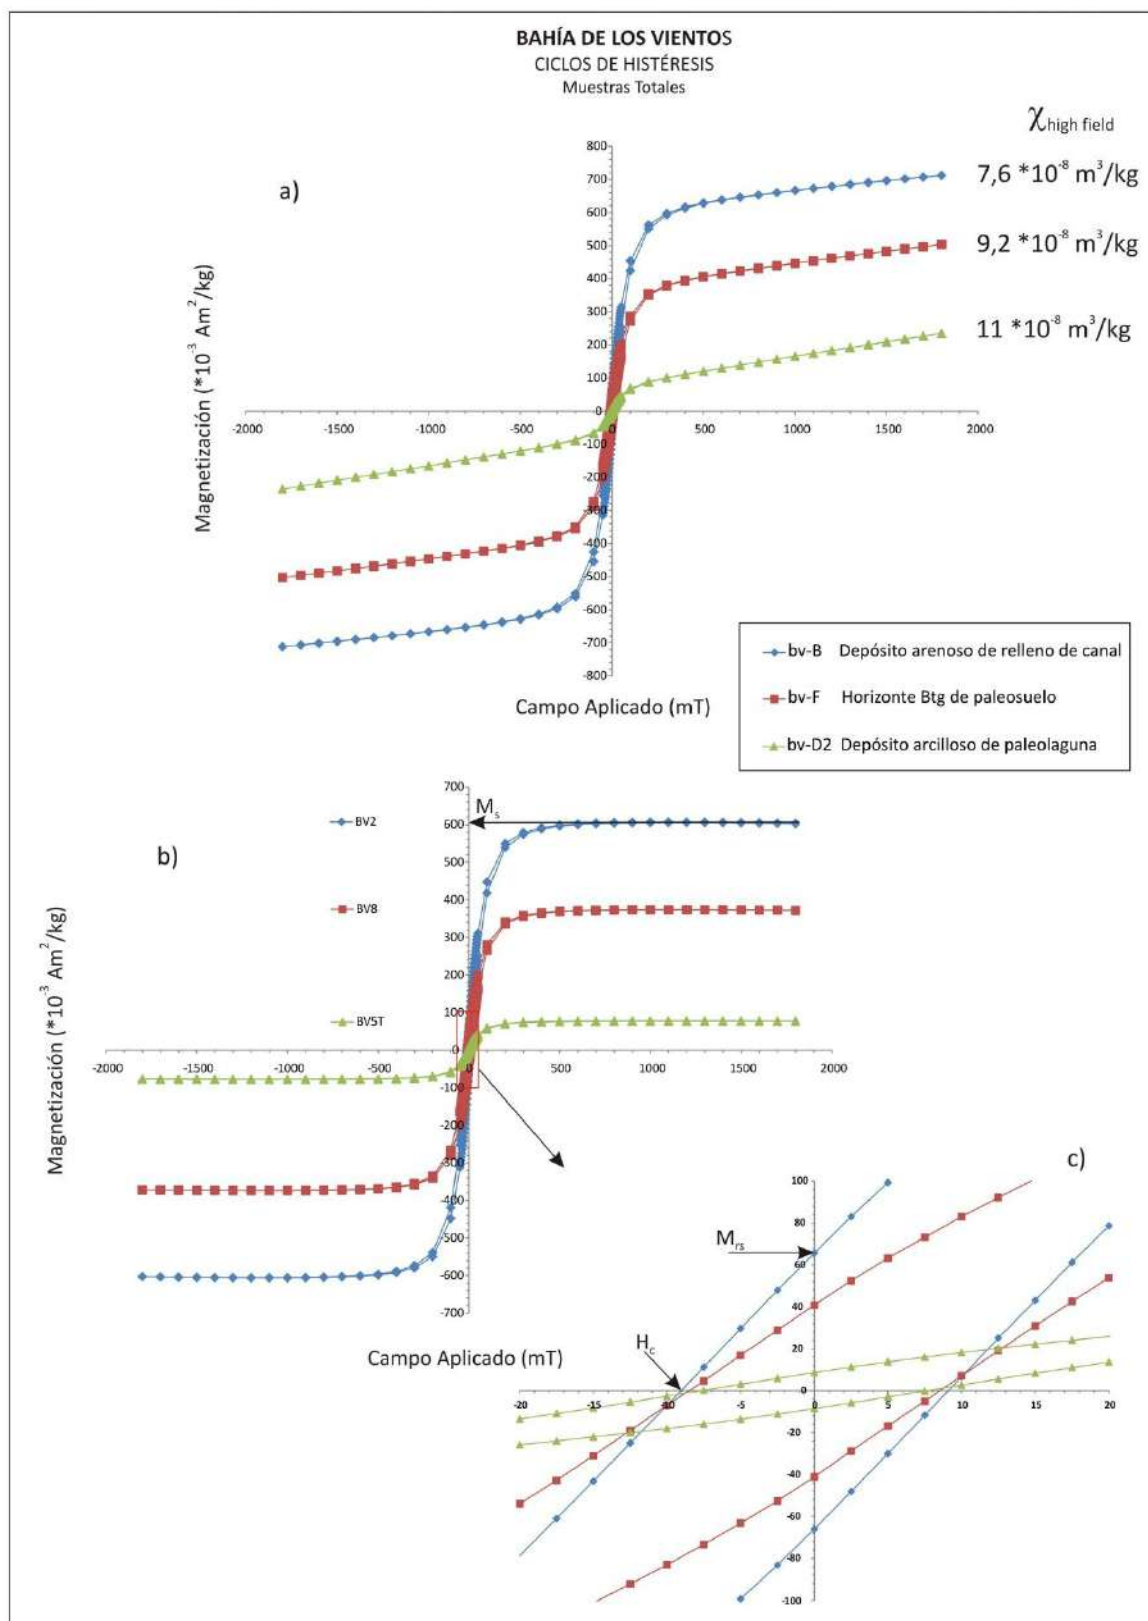 BAHÍA DE LOS VIENTOS
CICLOS DE HISTÉRESIS
Muestras Totales
χhigh field
a)
7,6 *10⁻⁸ m³/kg
9,2 *10⁻⁸ m³/kg
11 *10⁻⁸ m³/kg
Magnetización (*10⁻³ Am²/kg)
800
700
600
500
400
300
200
100
0
-100
-200
-300
-400
-500
-600
-700
-800
-2000 -1500 -1000 -500 0 500 1000 1500 2000
Campo Aplicado (mT)
bv-B Depósito arenoso de relleno de canal
bv-F Horizonte Btg de paleosuelo
bv-D2 Depósito arcilloso de paleolaguna
b)
BV2
BV8
BV5T
Ms
Magnetización (*10⁻³ Am²/kg)
700
600
500
400
300
200
100
0
-100
-200
-300
-400
-500
-600
-700
-2000 -1500 -1000 -500 0 500 1000 1500 2000
Campo Aplicado (mT)
c)
Mrs
Hc
100
80
60
40
20
0
-20
-40
-60
-80
-100
-20 -15 -10 -5 0 5 10 15 20